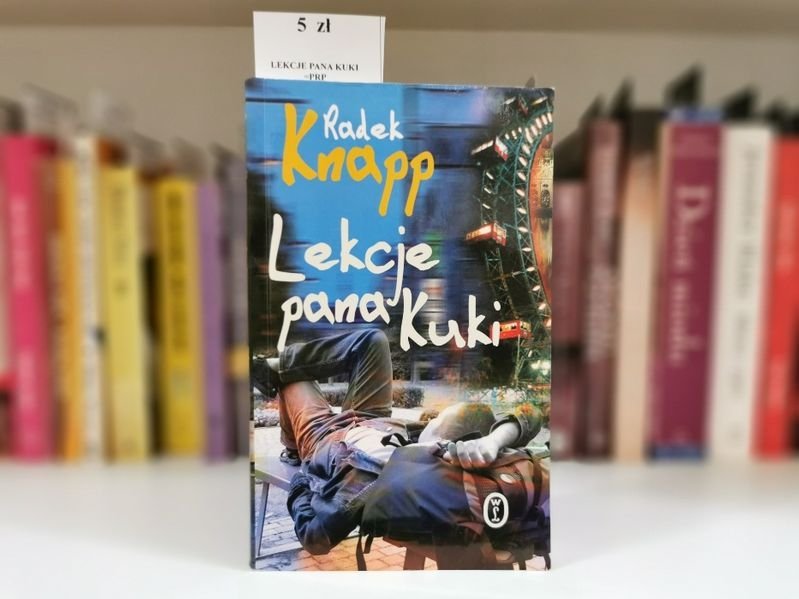 5 zł
LEKCJE PANA KUKI
=PRP
Radek
Knapp
Lekcje
pana Kuki
W
Ł